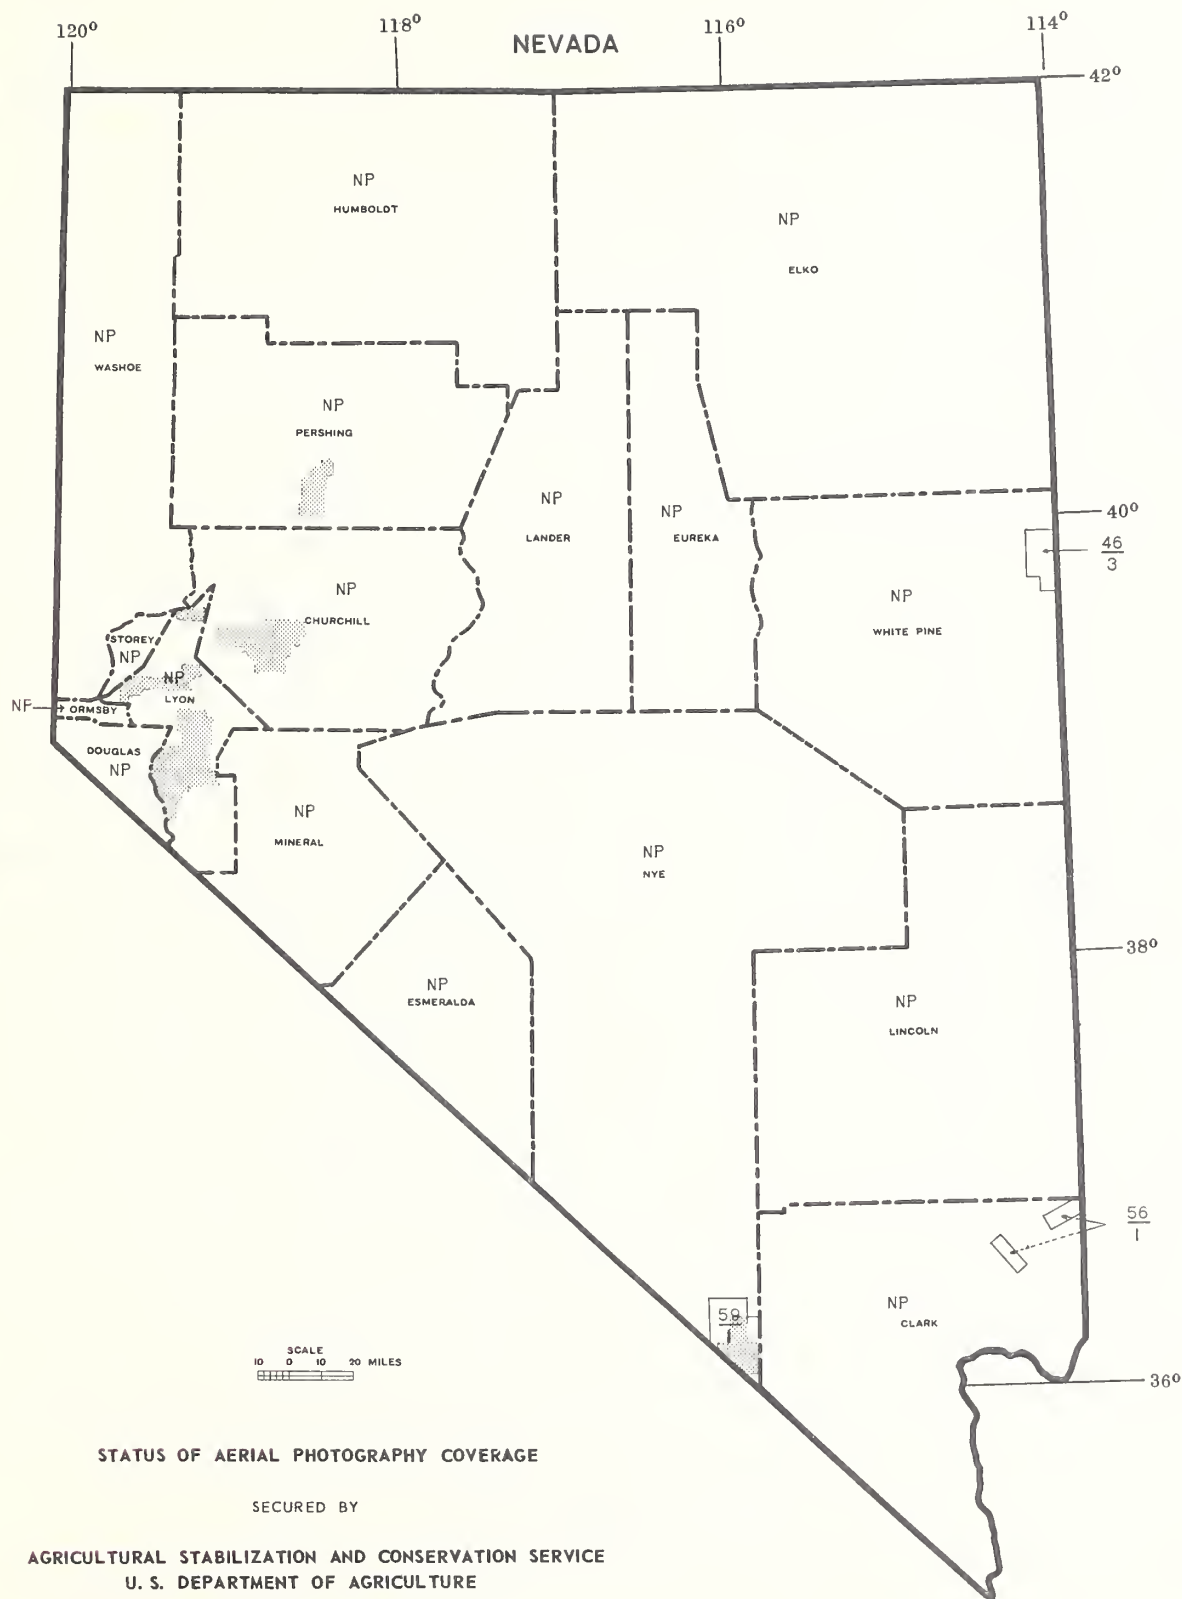 120° 118° 116° 114°
NEVADA
42°
NP
HUMBOLDT
NP
ELKO
NP
WASHOE
NP
PERSHING
NP
LANDER
NP
EUREKA
40°
46
3
NP
CHURCHILL
NP
WHITE PINE
STOREY
NP
NP
LYON
NP
ORMSBY
DOUGLAS
NP
NP
MINERAL
NP
NYE
38°
NP
ESMERALDA
NP
LINCOLN
56
1
59
1
NP
CLARK
SCALE
10 0 10 20 MILES
36°
STATUS OF AERIAL PHOTOGRAPHY COVERAGE
SECURED BY
AGRICULTURAL STABILIZATION AND CONSERVATION SERVICE
U. S. DEPARTMENT OF AGRICULTURE